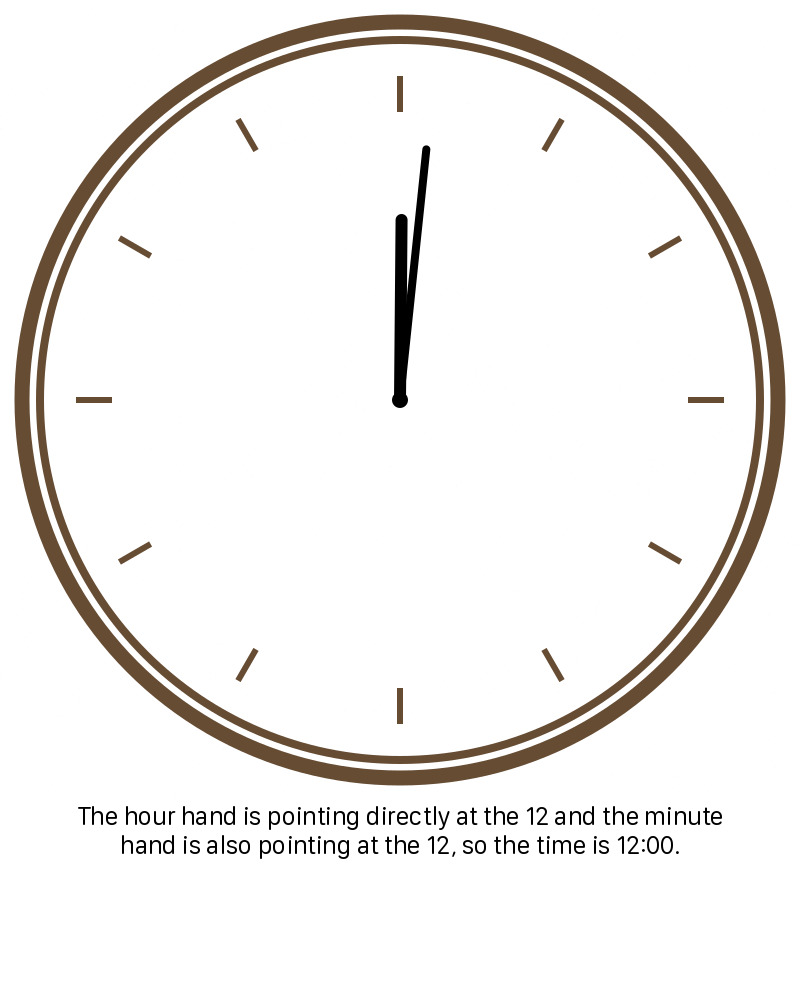 The hour hand is pointing directly at the 12 and the minute
hand is also pointing at the 12, so the time is 12:00.